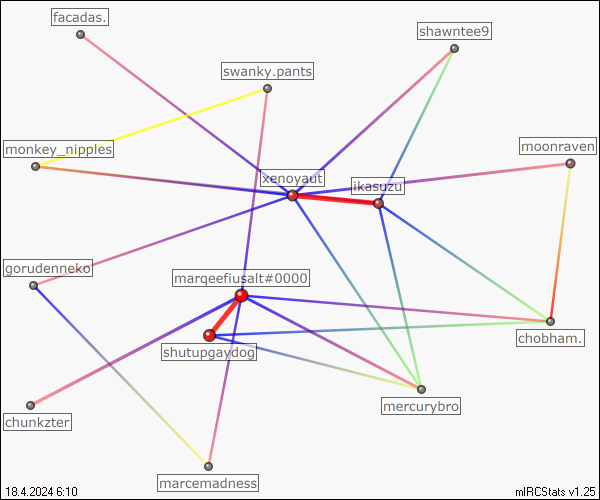 facadas.
shawntee9
swanky.pants
monkey_nipples
moonraven
xenoyaut
ikasuzu
gorudenneko
marqeefiusalt#0000
chobham.
shutupgaydog
mercurybro
chunkzter
marcemadness
18.4.2024 6:10
mIRCStats v1.25